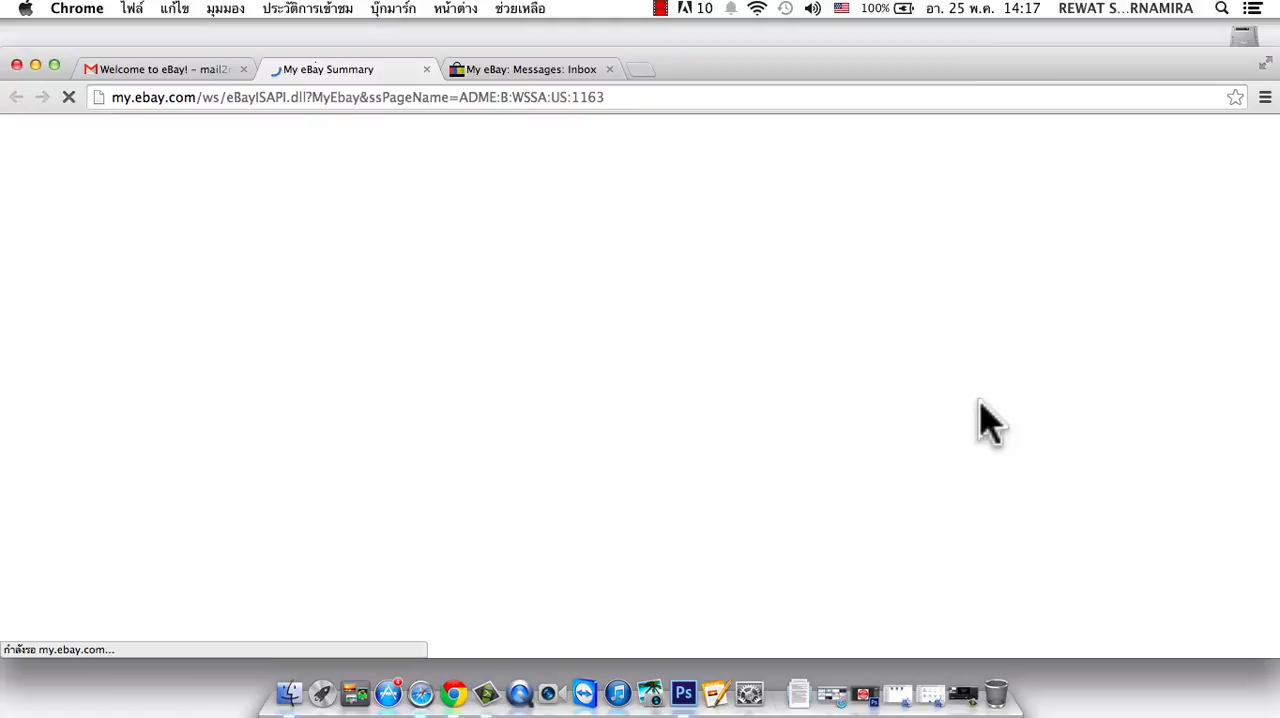 Chrome ไฟล์ แก้ไข มุมมอง ประวัติการเข้าชม บุ๊กมาร์ก หน้าต่าง ช่วยเหลือ 10 100% อา. 25 พ.ค. 14:17 REWAT S...RNAMIRA
Welcome to eBay! – mail2 My eBay Summary My eBay: Messages: Inbox
my.ebay.com/ws/eBayISAPI.dll?MyEbay&ssPageName=ADME:B:WSSA:US:1163
กำลังรอ my.ebay.com...
Ps